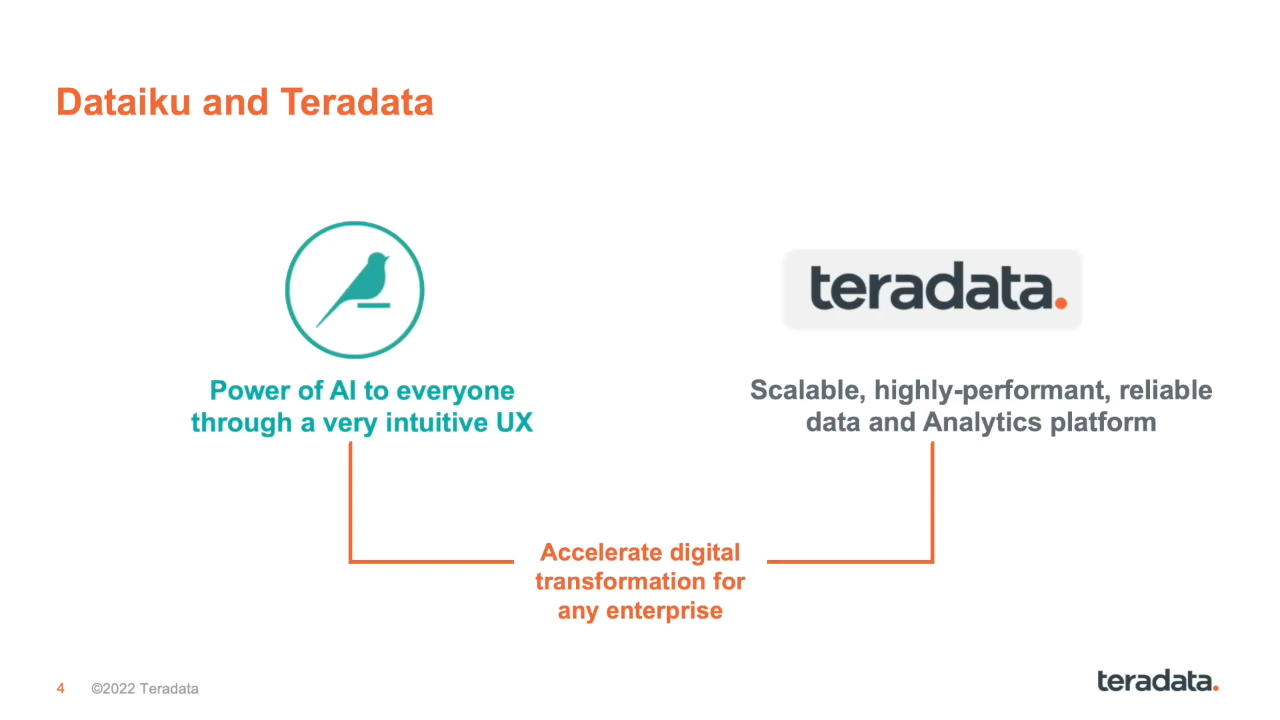 Dataiku and Teradata
teradata.
Power of AI to everyone
through a very intuitive UX
Scalable, highly-performant, reliable
data and Analytics platform
Accelerate digital
transformation for
any enterprise
4 ©2022 Teradata
teradata.